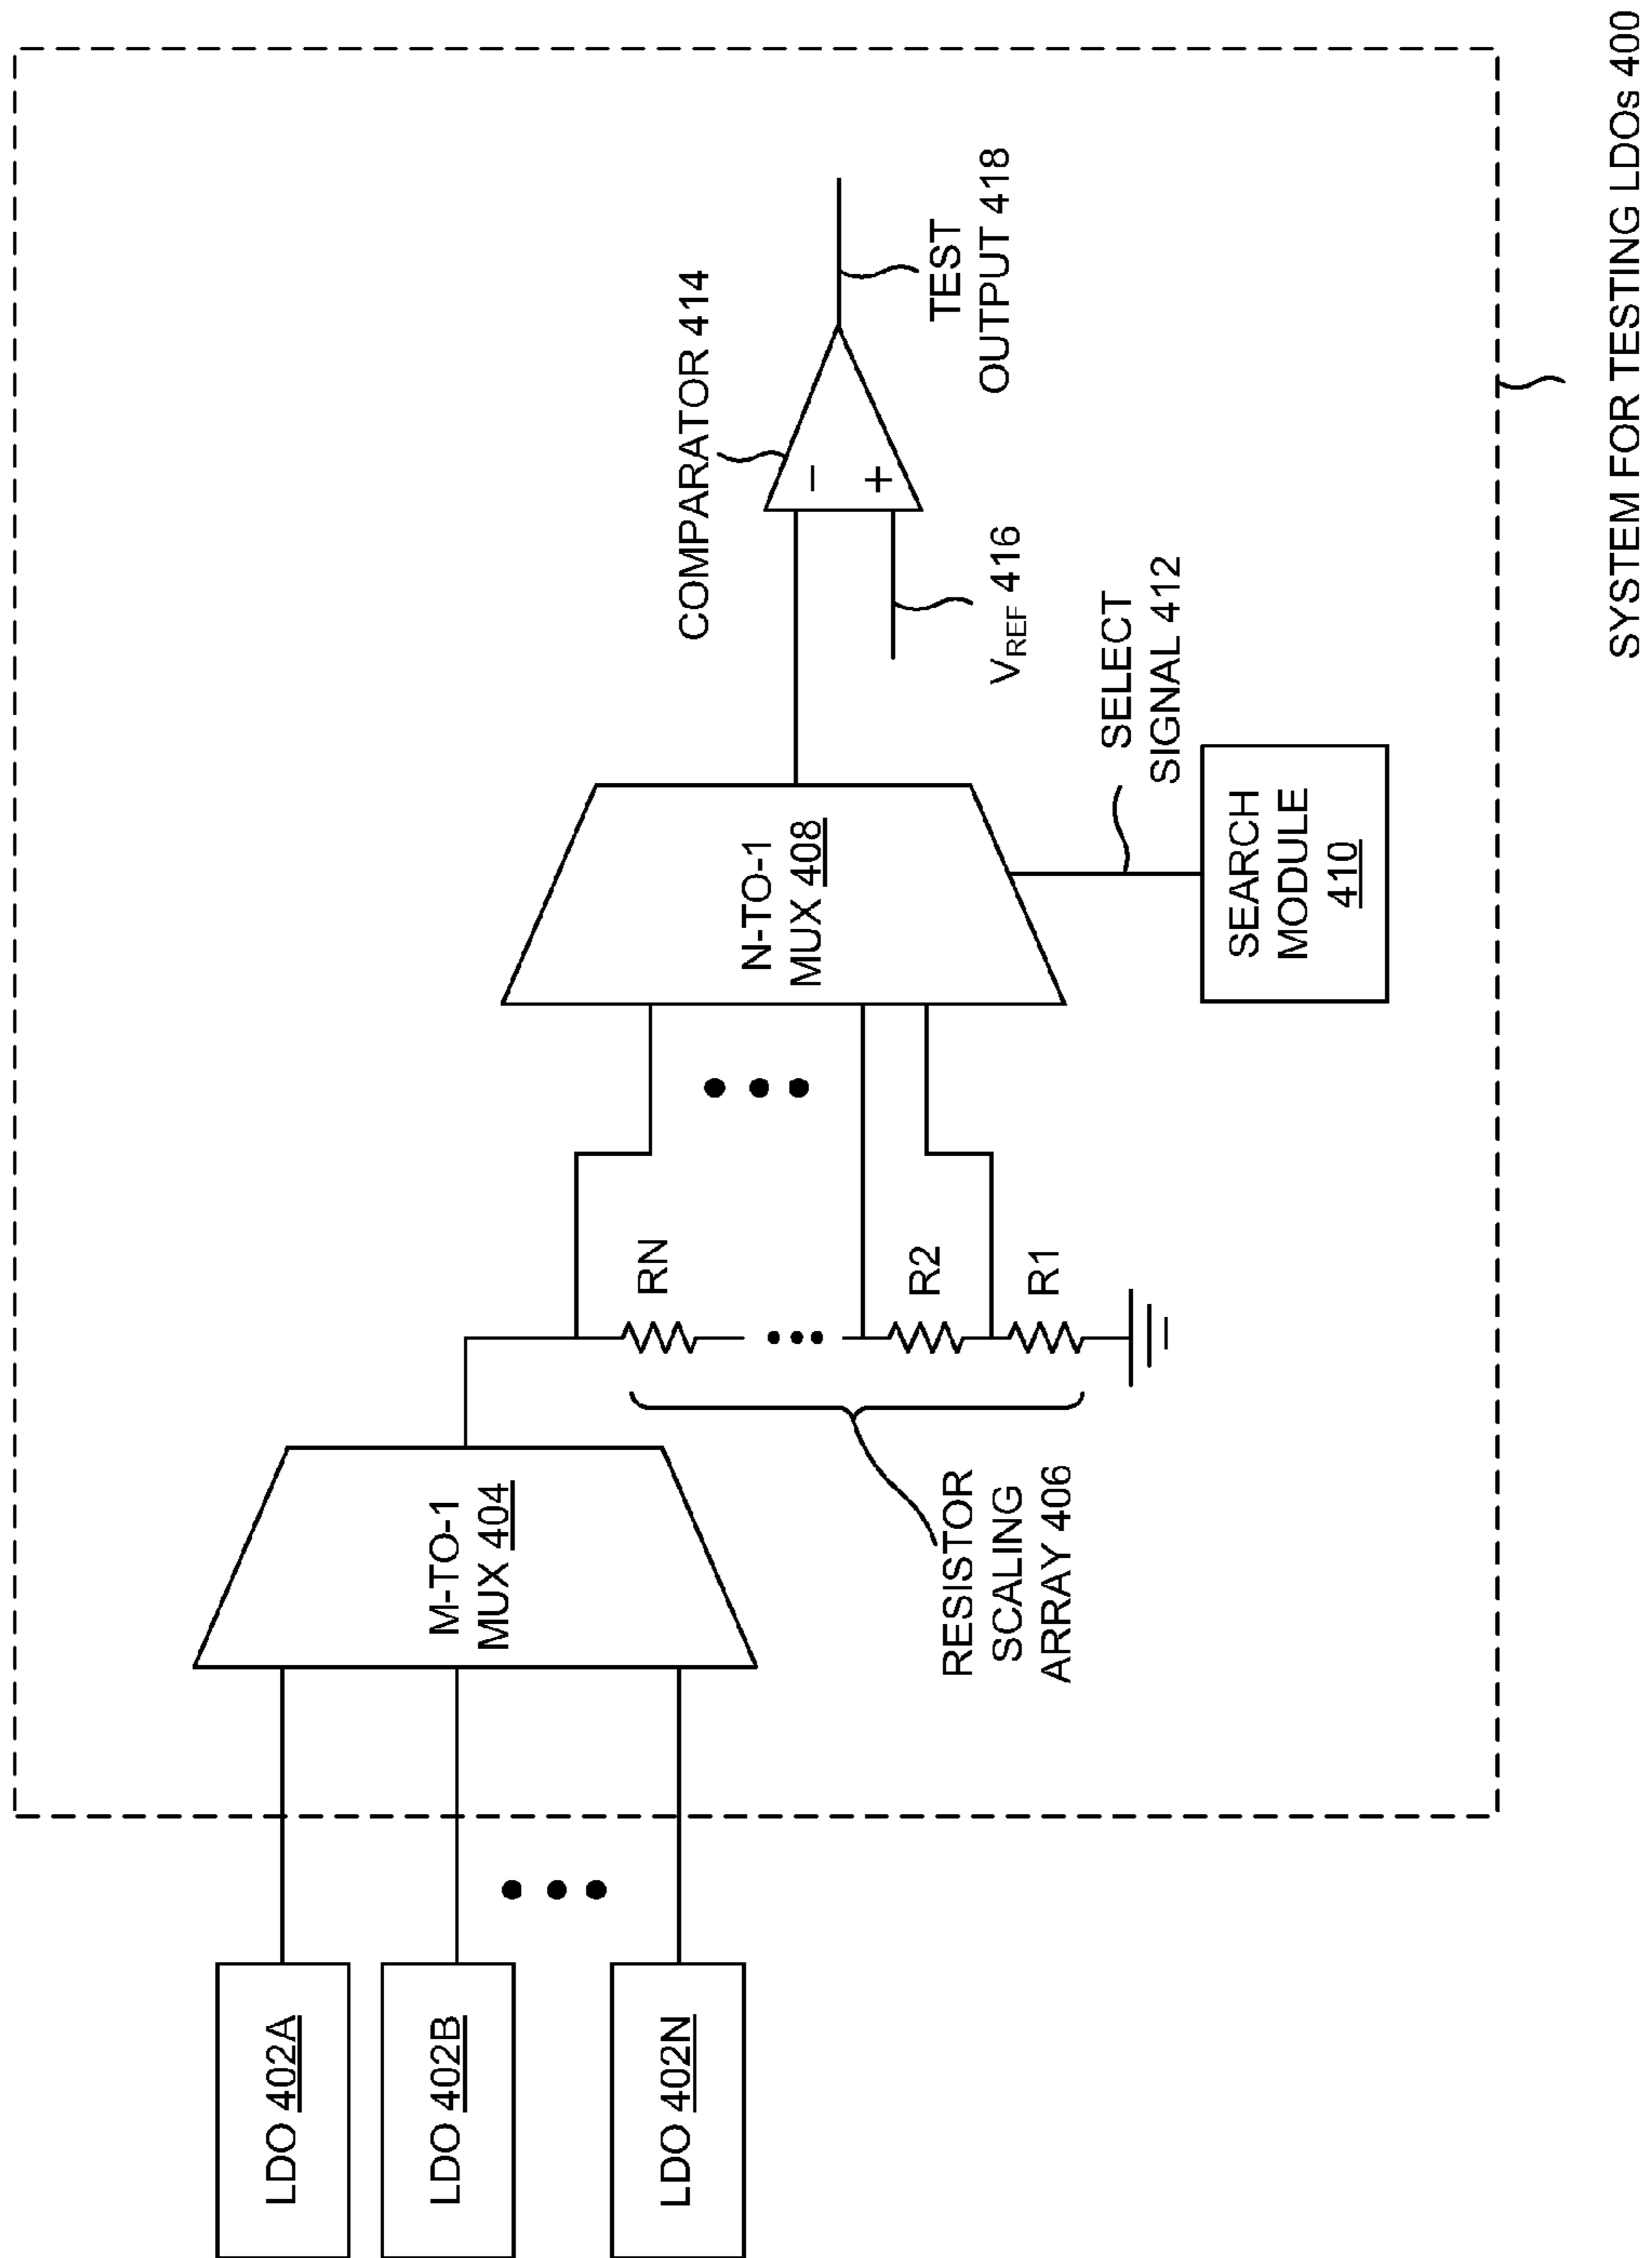 LDO 402A
LDO 402B
LDO 402N
M-TO-1
MUX 404
RESISTOR
SCALING
ARRAY 406
RN
R2
R1
N-TO-1
MUX 408
SEARCH
MODULE
410
SELECT
SIGNAL 412
COMPARATOR 414
−
+
VREF 416
TEST
OUTPUT 418
SYSTEM FOR TESTING LDOs 400